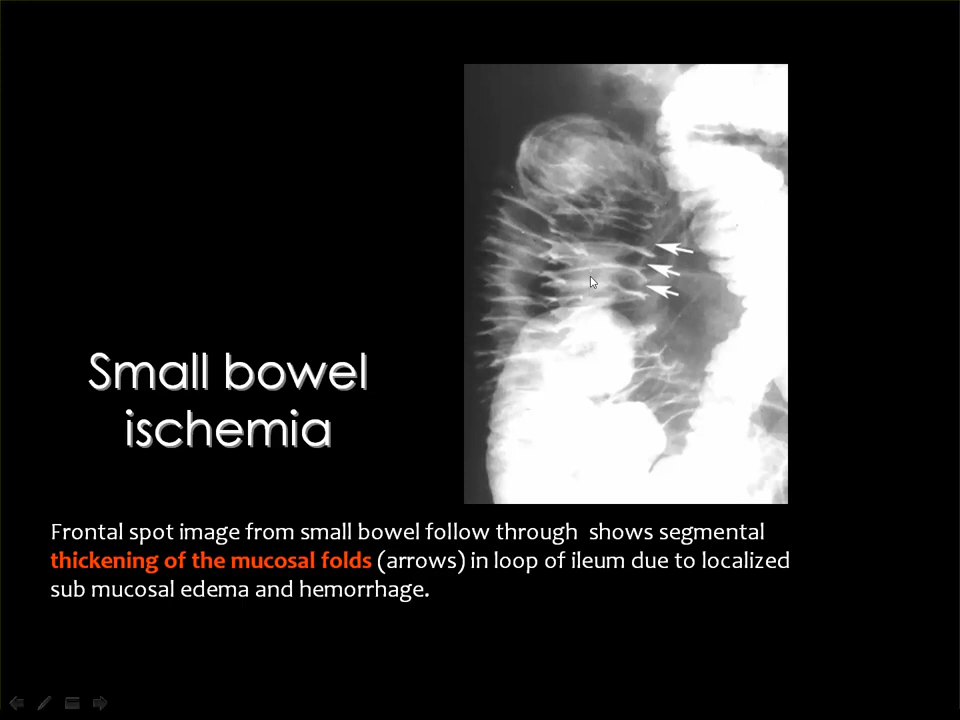 Small bowel
ischemia
Frontal spot image from small bowel follow through  shows segmental
thickening of the mucosal folds (arrows) in loop of ileum due to localized
sub mucosal edema and hemorrhage.